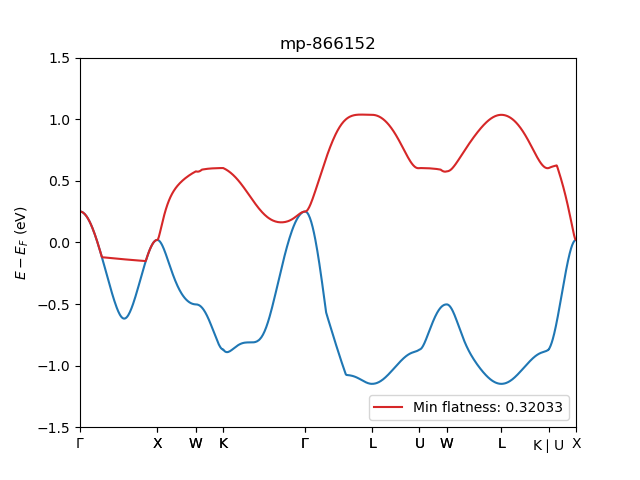 mp-866152
1.5
1.0
0.5
0.0
−0.5
−1.0
−1.5
E − E_F (eV)
Min flatness: 0.32033
Γ X W K Γ L U W L K | U X